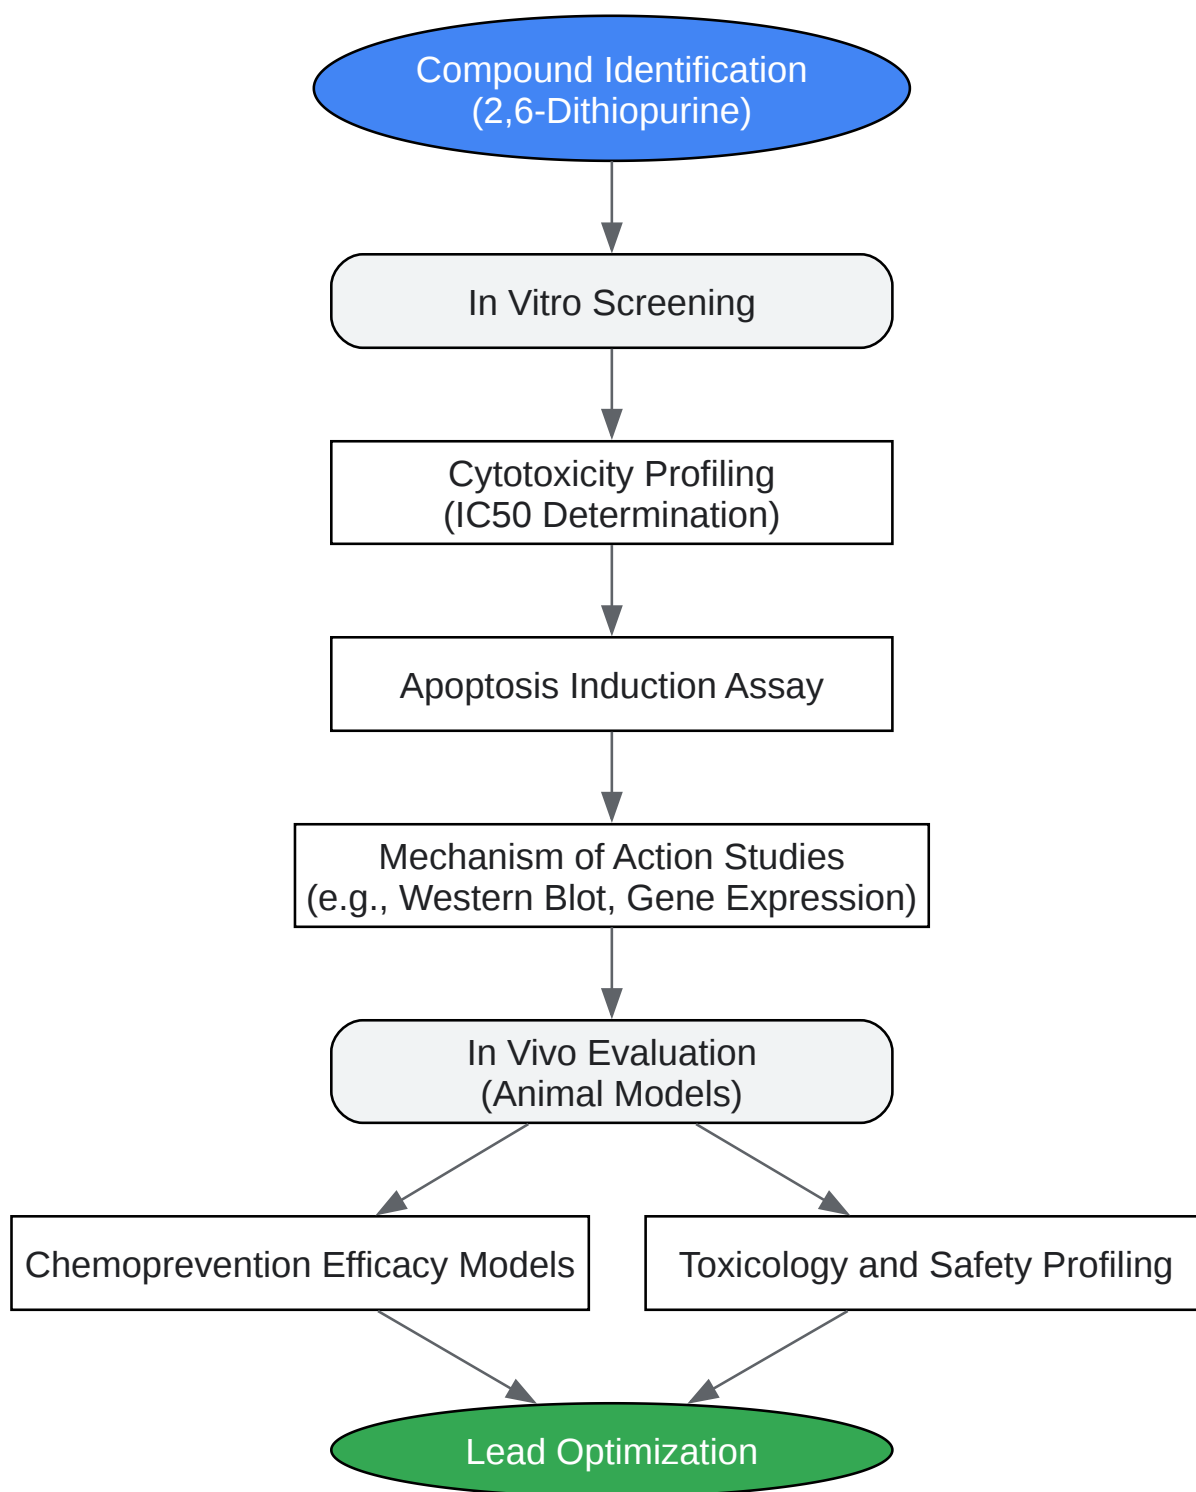 Compound Identification
(2,6-Dithiopurine)
In Vitro Screening
Cytotoxicity Profiling
(IC50 Determination)
Apoptosis Induction Assay
Mechanism of Action Studies
(e.g., Western Blot, Gene Expression)
In Vivo Evaluation
(Animal Models)
Chemoprevention Efficacy Models
Toxicology and Safety Profiling
Lead Optimization